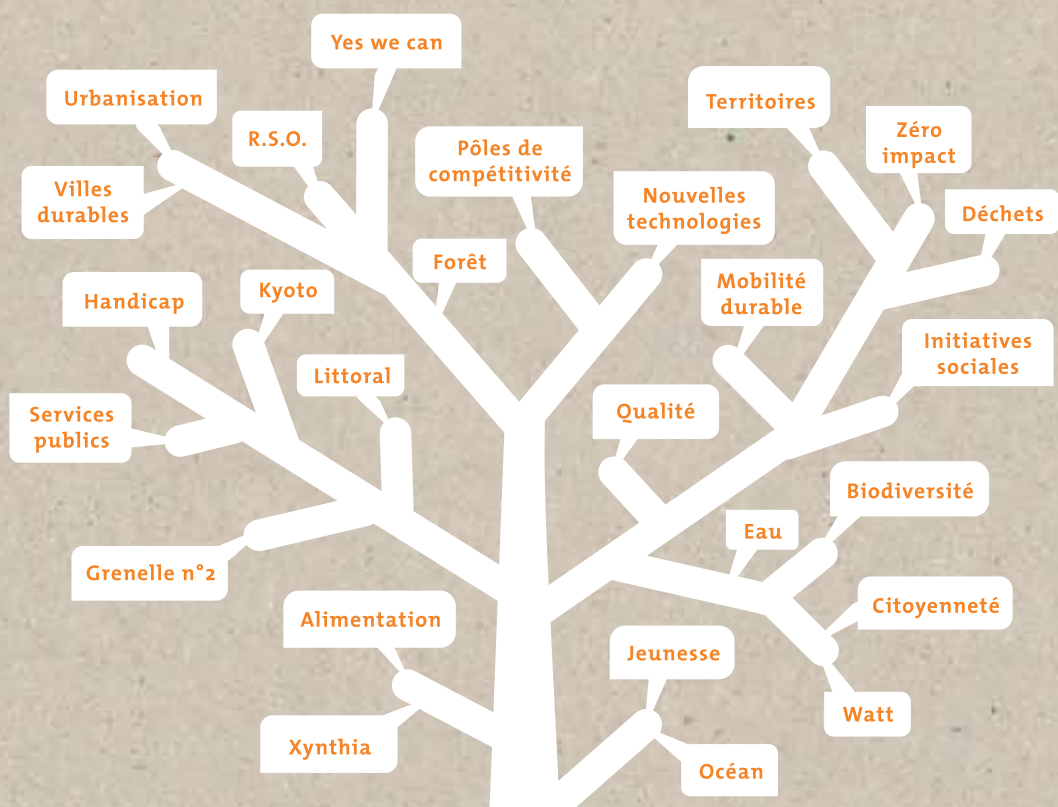 Yes we can
Urbanisation
Territoires
R.S.O.
Zéro
impact
Pôles de
compétitivité
Villes
durables
Nouvelles
technologies
Déchets
Forêt
Kyoto
Handicap
Mobilité
durable
Initiatives
sociales
Littoral
Services
publics
Qualité
Biodiversité
Eau
Grenelle n°2
Citoyenneté
Alimentation
Jeunesse
Watt
Xynthia
Océan